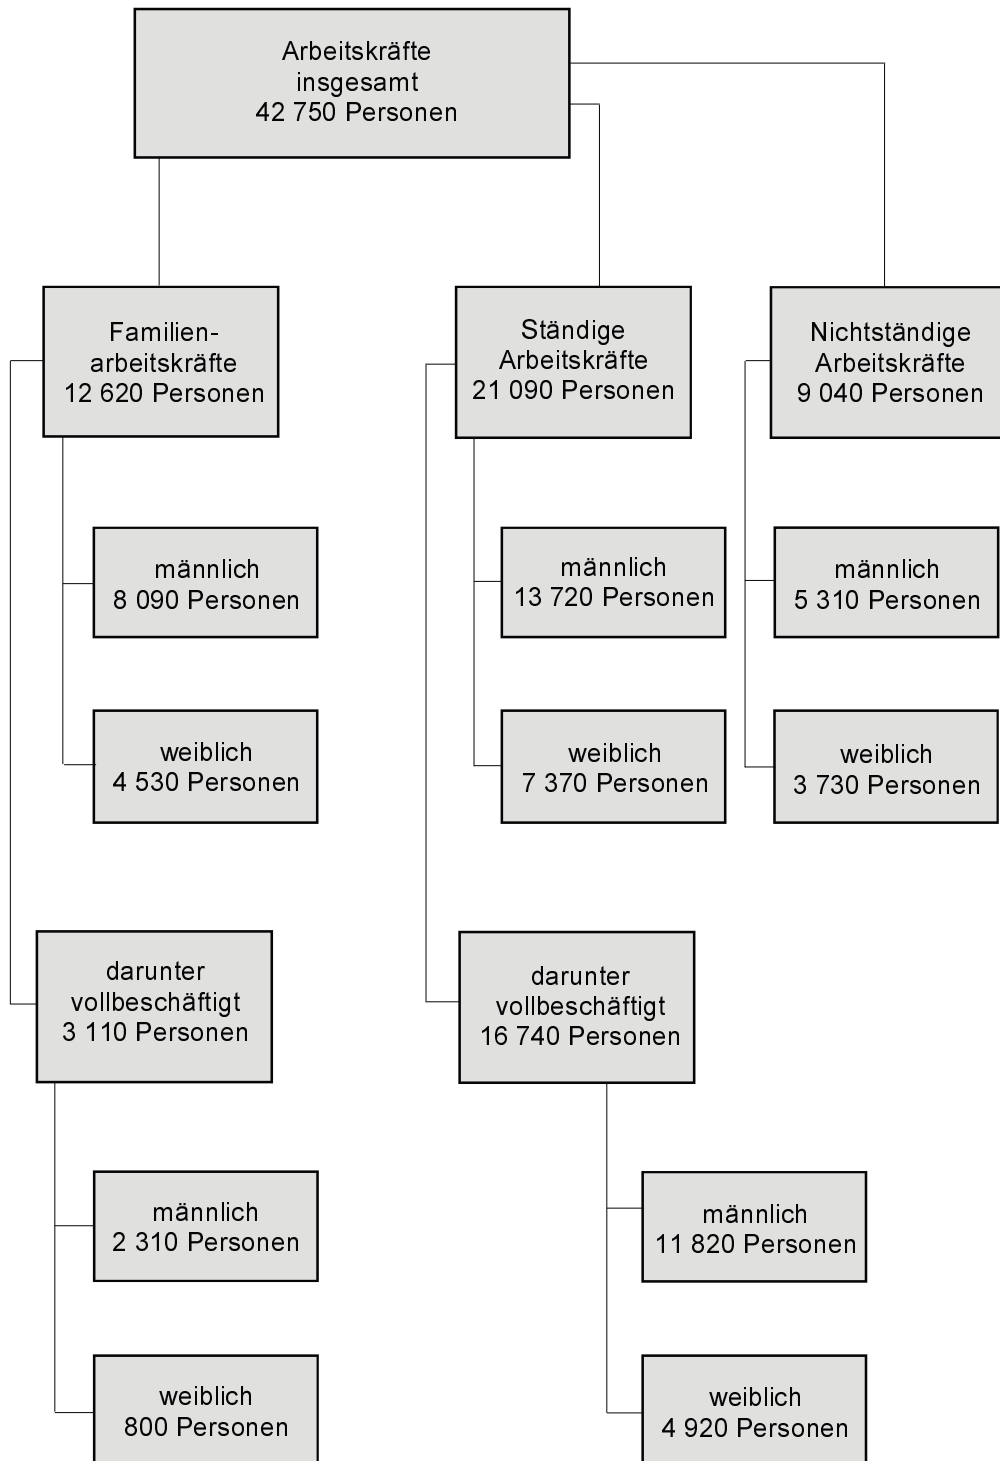 Arbeitskräfte
insgesamt
42 750 Personen
Familien-
arbeitskräfte
12 620 Personen
Ständige
Arbeitskräfte
21 090 Personen
Nichtständige
Arbeitskräfte
9 040 Personen
männlich
8 090 Personen
männlich
13 720 Personen
männlich
5 310 Personen
weiblich
4 530 Personen
weiblich
7 370 Personen
weiblich
3 730 Personen
darunter
vollbeschäftigt
3 110 Personen
darunter
vollbeschäftigt
16 740 Personen
männlich
2 310 Personen
männlich
11 820 Personen
weiblich
800 Personen
weiblich
4 920 Personen